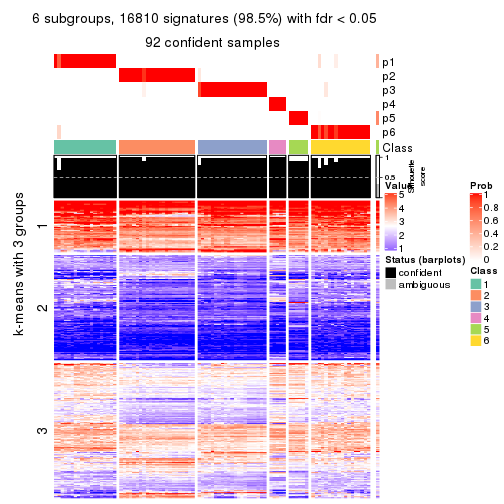 6 subgroups, 16810 signatures (98.5%) with fdr < 0.05
92 confident samples
p1
p2
p3
p4
p5
p6
Class
1
0.5
Silhouette
score
k-means with 3 groups
1
2
3
Value
5
4
3
2
1
Status (barplots)
confident
ambiguous
Prob
1
0.8
0.6
0.4
0.2
0
Class
1
2
3
4
5
6